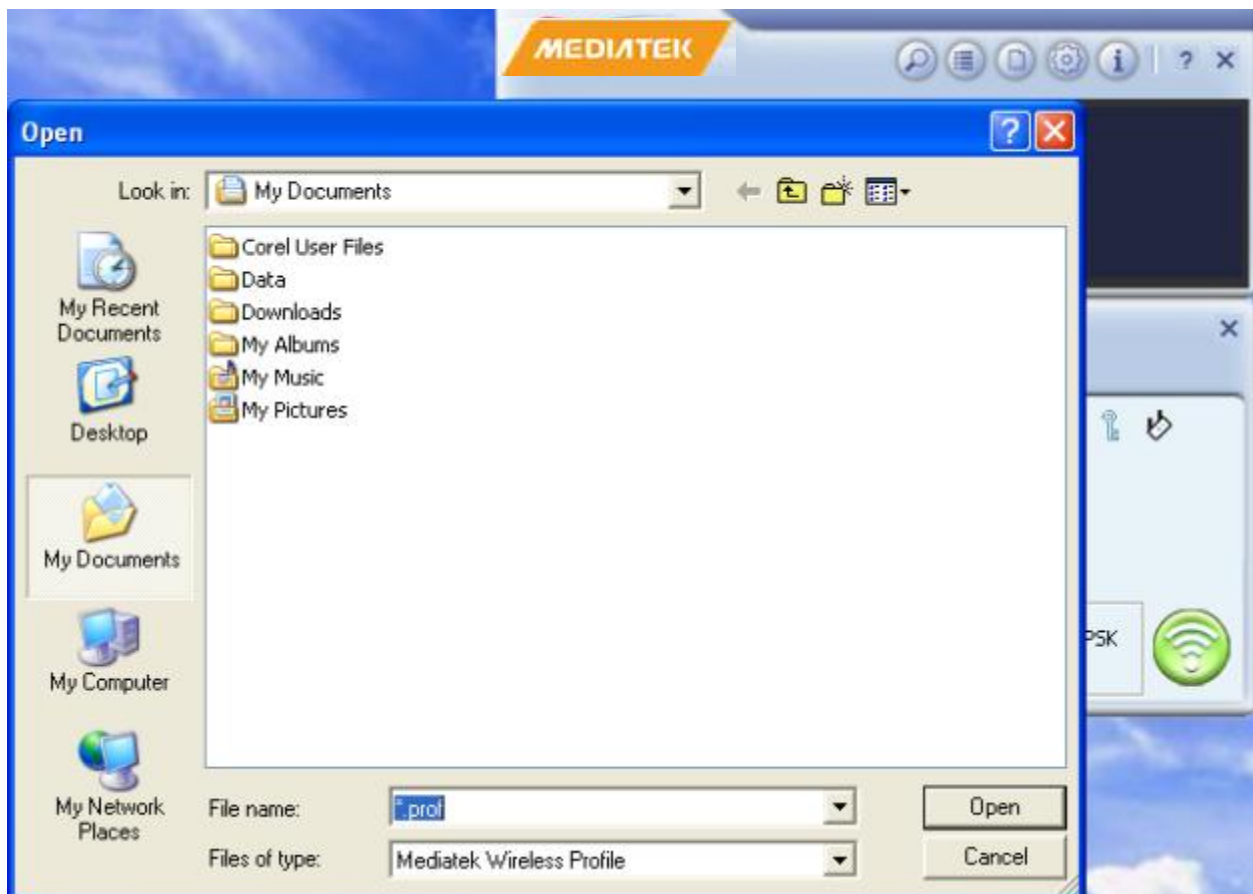 MEDIATEK
? ×
Open
?
Look in:
My Documents
Corel User Files
Data
Downloads
My Albums
My Music
My Pictures
My Recent
Documents
Desktop
My Documents
My Computer
My Network
Places
PSK
File name:
*.prof
Open
Files of type:
Mediatek Wireless Profile
Cancel